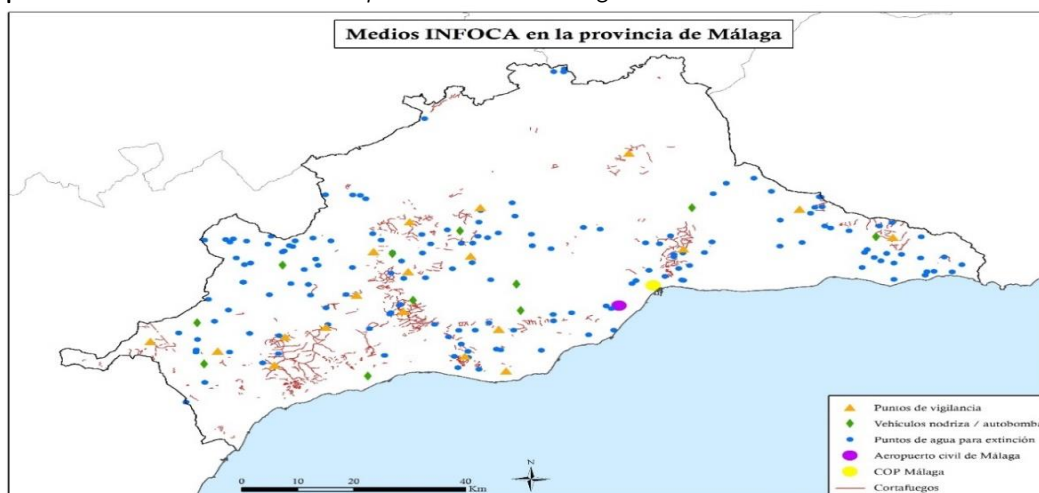 Medios INFOCA en la provincia de Málaga
Puntos de vigilancia
Vehículos nodriza / autobomba
Puntos de agua para extinción
Aeropuerto civil de Málaga
COP Málaga
Cortafuegos
N
0 10 20 40
Km